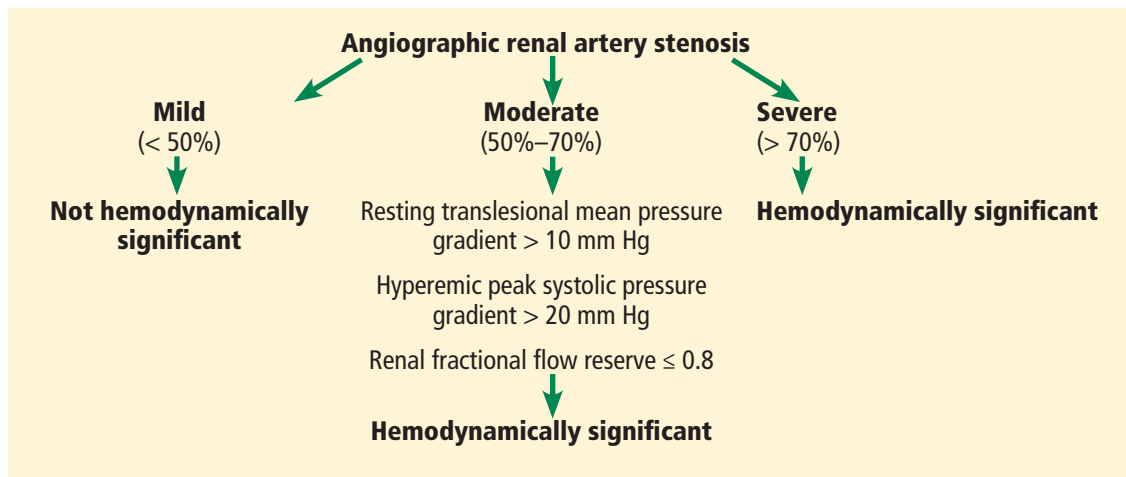 Angiographic renal artery stenosis
Mild
(< 50%)
Not hemodynamically
significant
Moderate
(50%–70%)
Resting translesional mean pressure
gradient > 10 mm Hg
Hyperemic peak systolic pressure
gradient > 20 mm Hg
Renal fractional flow reserve ≤ 0.8
Hemodynamically significant
Severe
(> 70%)
Hemodynamically significant